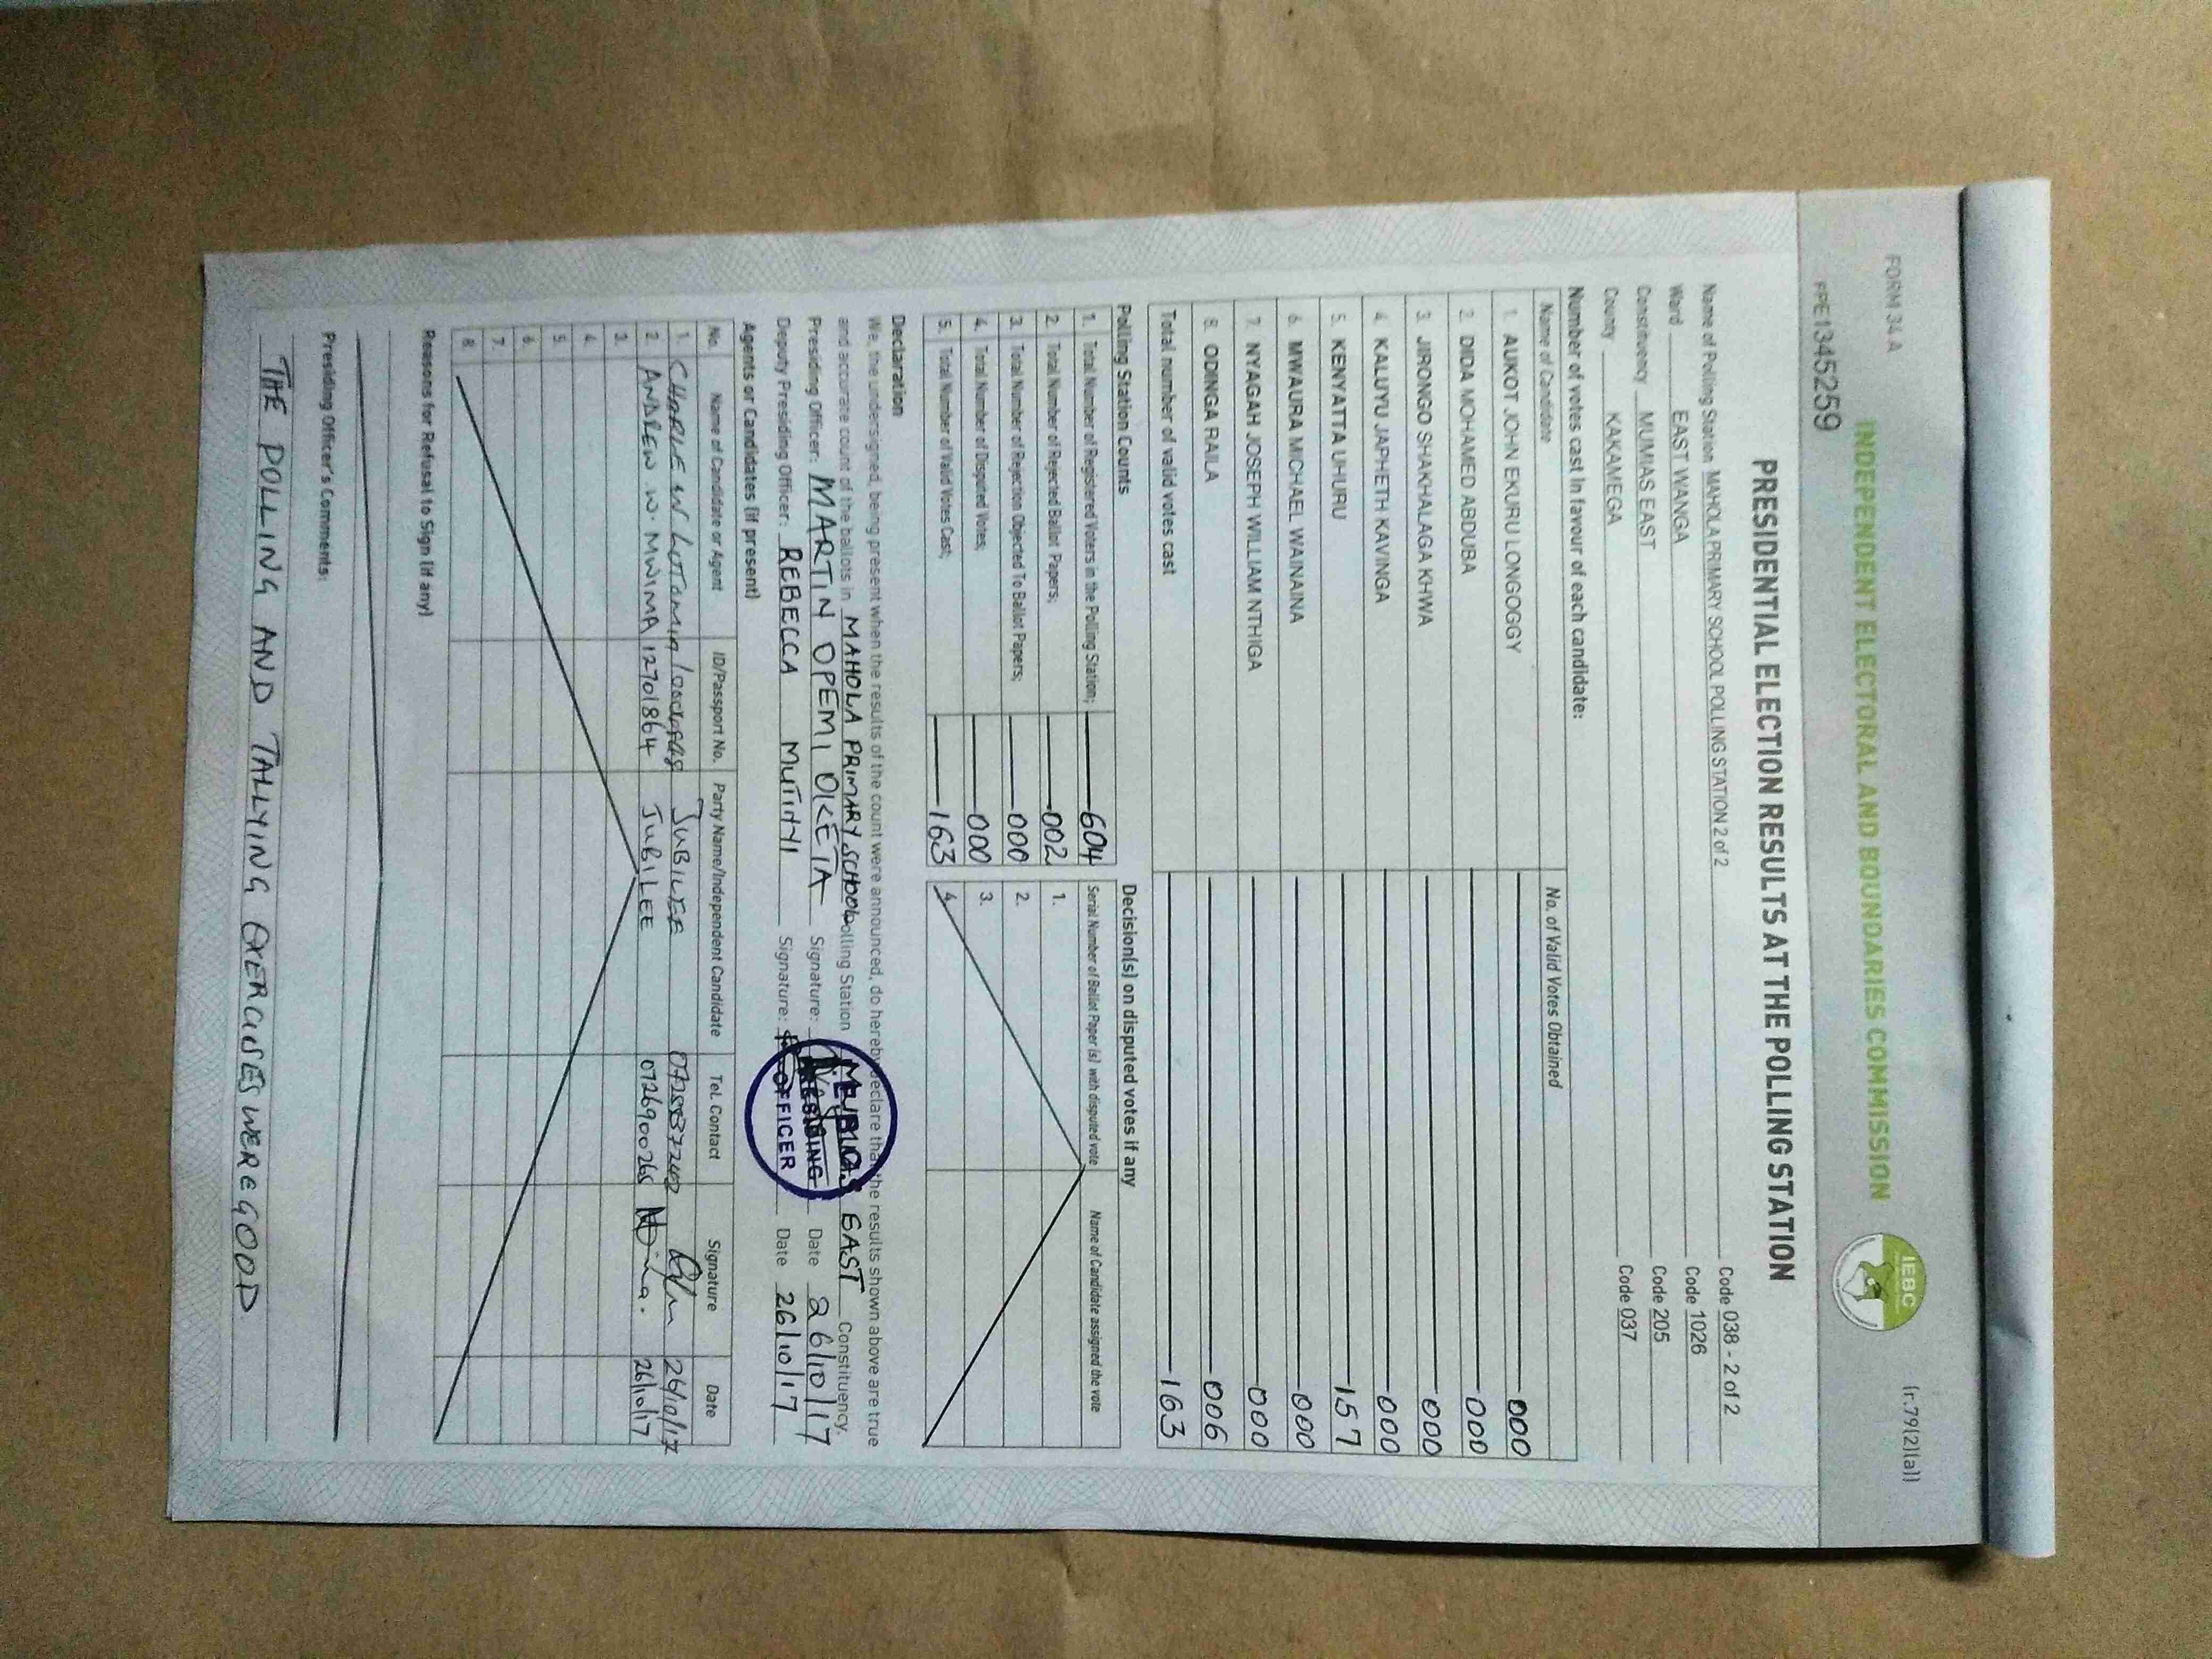 FORM 34 A
(r.79(2)(a))
INDEPENDENT ELECTORAL AND BOUNDARIES COMMISSION
IEBC
FPE1345259
PRESIDENTIAL ELECTION RESULTS AT THE POLLING STATION
Name of Polling Station MAHOLA PRIMARY SCHOOL POLLING STATION 2 of 2 Code 038 - 2 of 2
Ward EAST WANGA Code 1026
Constituency MUMIAS EAST Code 205
County KAKAMEGA Code 037
Number of votes cast in favour of each candidate:
Name of Candidate No. of Valid Votes Obtained
1. AUKOT JOHN EKURU LONGOGGY 000
2. DIDA MOHAMED ABDUBA 000
3. JIRONGO SHAKHALAGA KHWA 000
4. KALUYU JAPHETH KAVINGA 000
5. KENYATTA UHURU 157
6. MWAURA MICHAEL WAINAINA 000
7. NYAGAH JOSEPH WILLIAM NTHIGA 000
8. ODINGA RAILA 006
Total number of valid votes cast 163
Polling Station Counts Decision(s) on disputed votes if any
1. Total Number of Registered Voters in the Polling Station; 604 Serial Number of Ballot Paper (s) with disputed vote Name of Candidate assigned the vote
2. Total Number of Rejected Ballot Papers; 002 1.
3. Total Number of Rejection Objected To Ballot Papers; 000 2.
4. Total Number of Disputed Votes; 000 3.
5. Total Number of Valid Votes Cast; 163 4.
Declaration
We, the undersigned, being present when the results of the count were announced, do hereby declare that the results shown above are true
and accurate count of the ballots in MAHOLA PRIMARY SCHOOL Polling Station MUMIAS EAST Constituency.
Presiding Officer: MARTIN OPEMI OKETA Signature: Date 26/10/17
Deputy Presiding Officer: REBECCA MUTINYI Signature: Date 26/10/17
PRESIDING
OFFICER
Agents or Candidates (if present)
No. Name of Candidate or Agent ID/Passport No. Party Name/Independent Candidate Tel. Contact Signature Date
1. JUBILEE 26/10/17
2. ANDREW W. MWIMA 12701864 JUBILEE 0726900265 26/10/17
3.
4.
5.
6.
7.
8.
Reasons for Refusal to Sign (if any)
Presiding Officer's Comments:
THE POLLING AND TALLYING EXERCISES WERE GOOD.